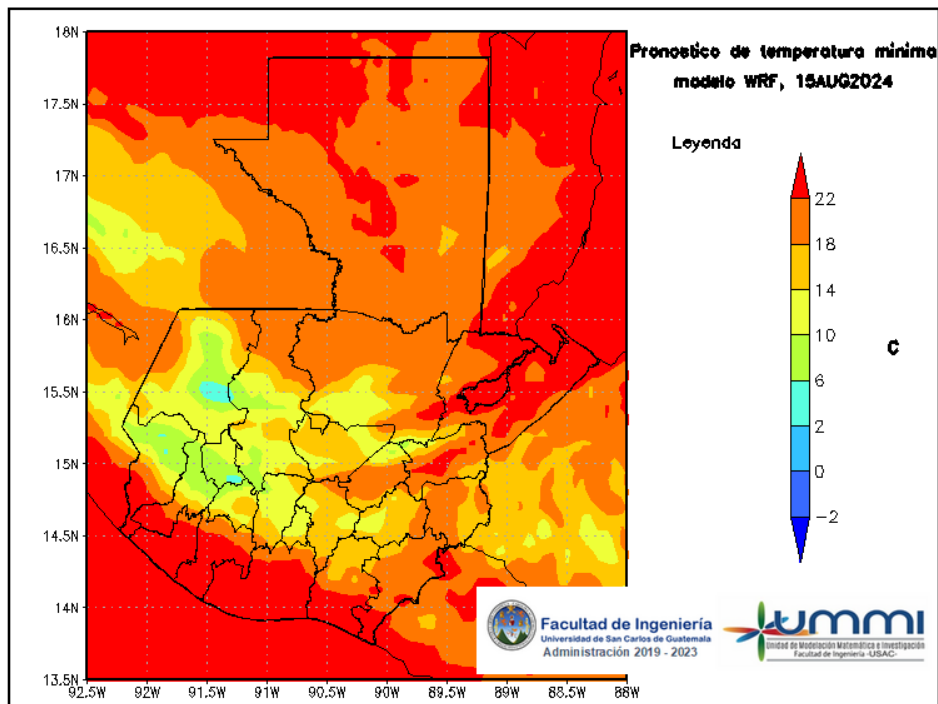 Pronostico de temperatura minima
modelo WRF, 15AUG2024
Leyenda
22
18
14
10
6
2
0
−2
C
18N
17.5N
17N
16.5N
16N
15.5N
15N
14.5N
14N
13.5N
92.5W
92W
91.5W
91W
90.5W
90W
89.5W
89W
88.5W
88W
Facultad de Ingeniería
Universidad de San Carlos de Guatemala
Administración 2019 - 2023
ummi
Unidad de Modelación Matemática e Investigación
Facultad de Ingeniería -USAC-